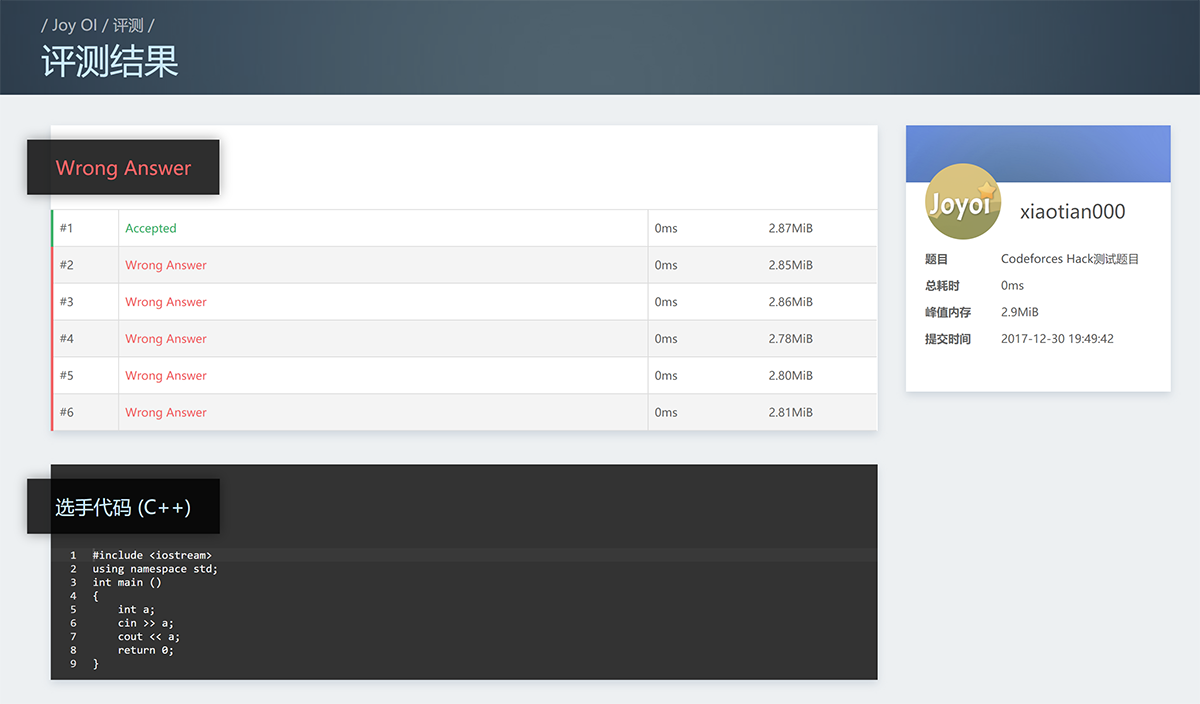 / Joy OI / 评测 /
评测结果
Wrong Answer
#1 Accepted 0ms 2.87MiB
#2 Wrong Answer 0ms 2.85MiB
#3 Wrong Answer 0ms 2.86MiB
#4 Wrong Answer 0ms 2.78MiB
#5 Wrong Answer 0ms 2.80MiB
#6 Wrong Answer 0ms 2.81MiB
Joyoi
xiaotian000
题目 Codeforces Hack测试题目
总耗时 0ms
峰值内存 2.9MiB
提交时间 2017-12-30 19:49:42
选手代码 (C++)
1 #include <iostream>
2 using namespace std;
3 int main ()
4 {
5     int a;
6     cin >> a;
7     cout << a;
8     return 0;
9 }